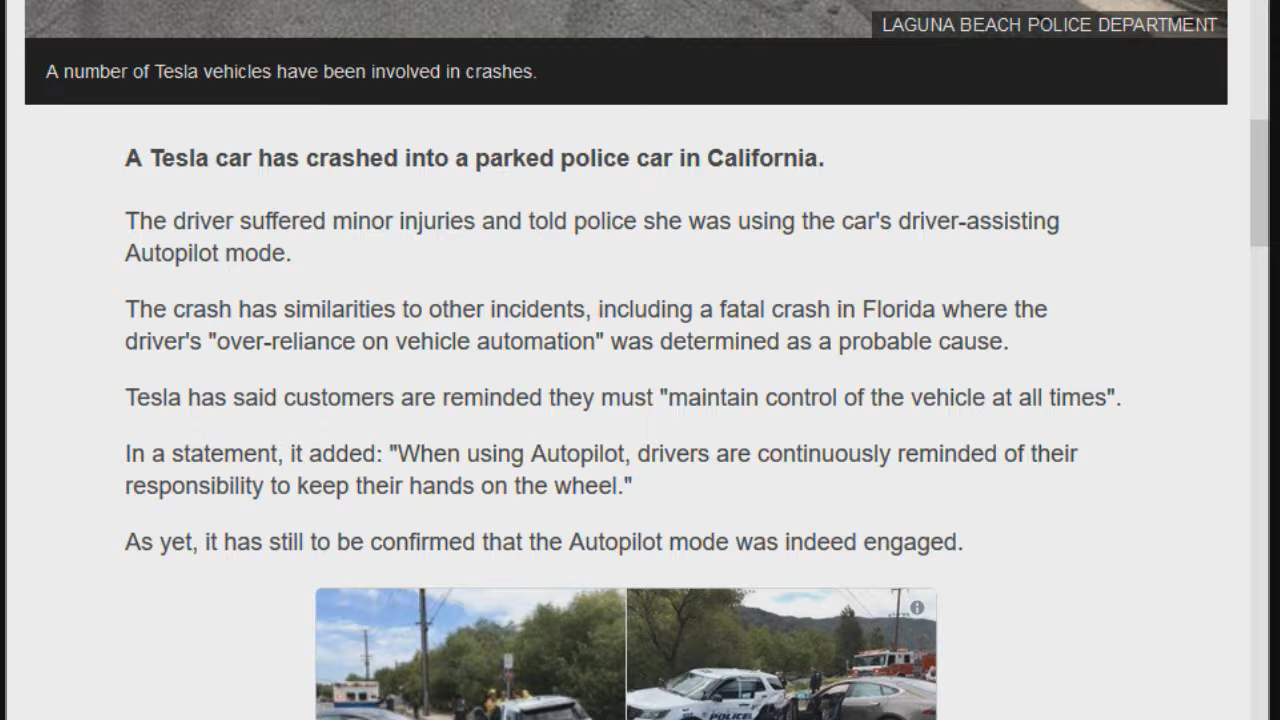 LAGUNA BEACH POLICE DEPARTMENT
A number of Tesla vehicles have been involved in crashes.
A Tesla car has crashed into a parked police car in California.
The driver suffered minor injuries and told police she was using the car's driver-assisting
Autopilot mode.
The crash has similarities to other incidents, including a fatal crash in Florida where the
driver's "over-reliance on vehicle automation" was determined as a probable cause.
Tesla has said customers are reminded they must "maintain control of the vehicle at all times".
In a statement, it added: "When using Autopilot, drivers are continuously reminded of their
responsibility to keep their hands on the wheel."
As yet, it has still to be confirmed that the Autopilot mode was indeed engaged.
POLICE